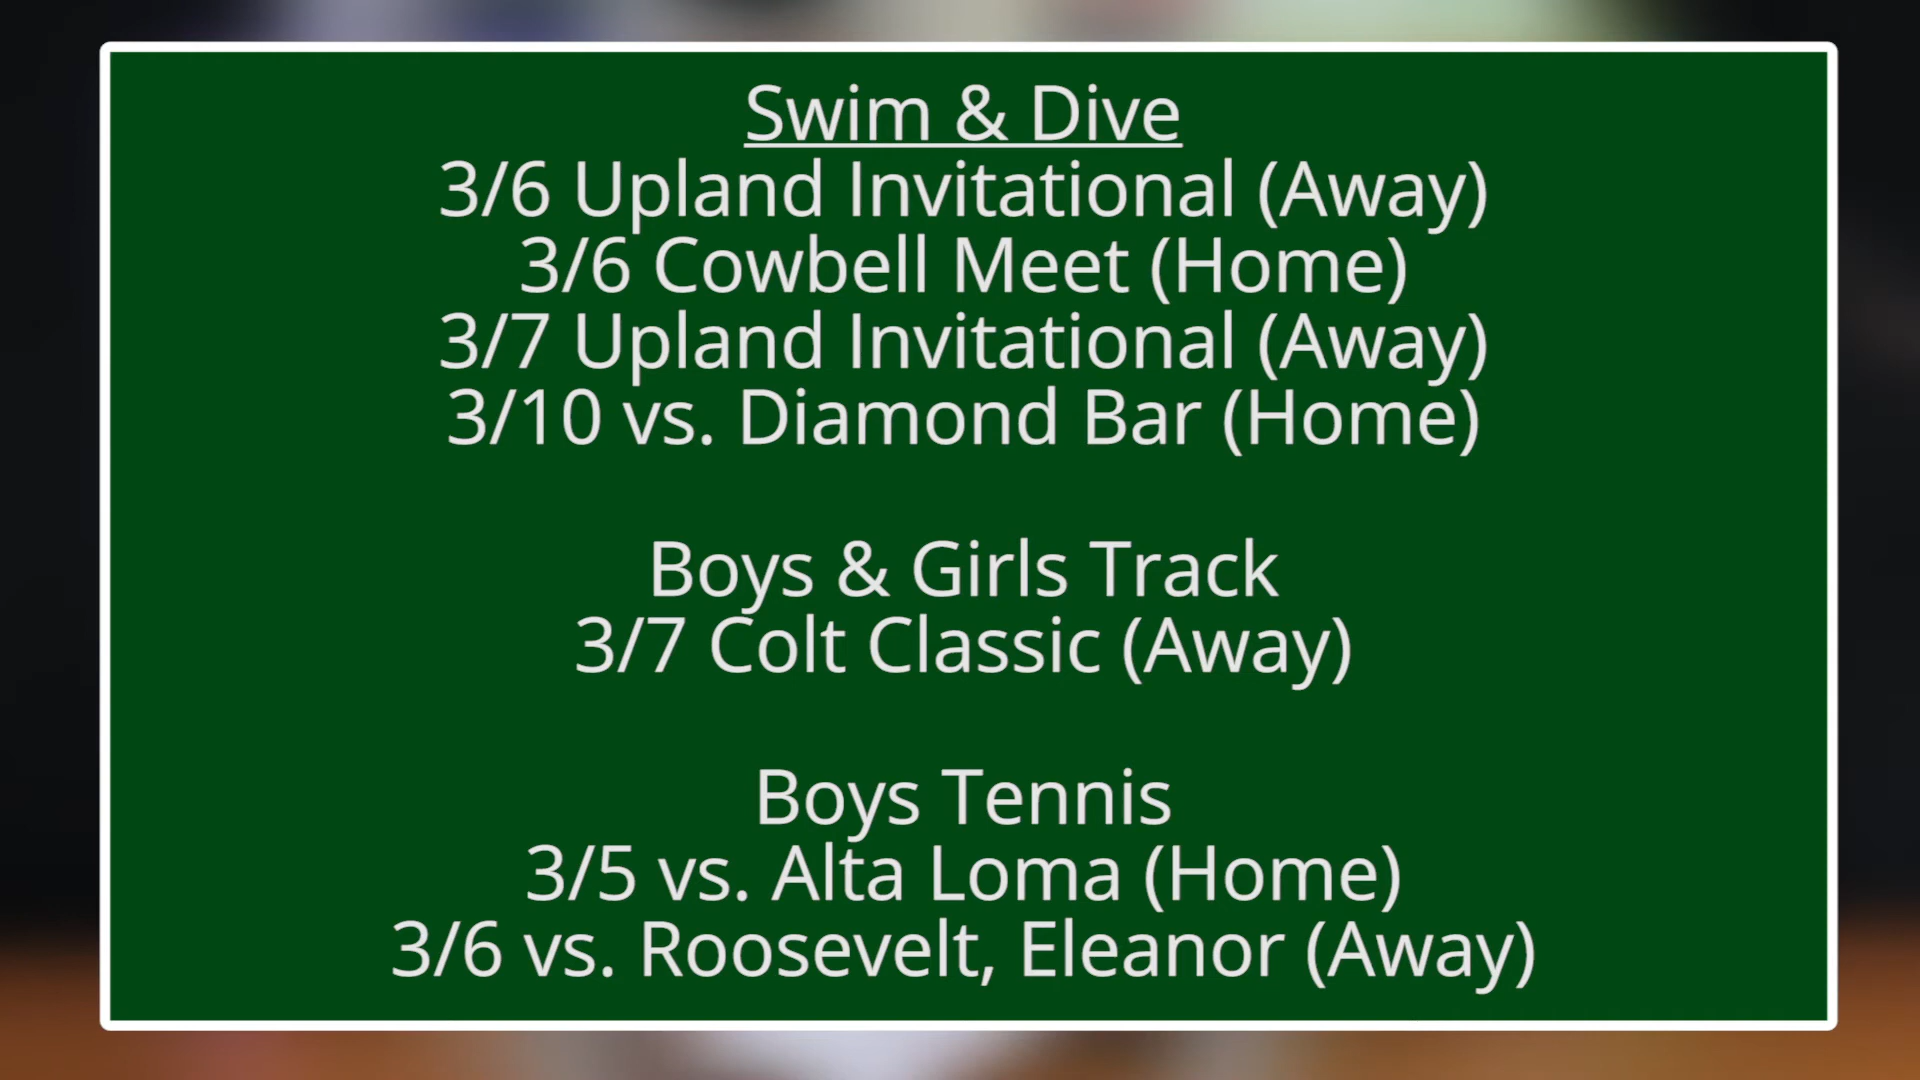 Swim & Dive
3/6 Upland Invitational (Away)
3/6 Cowbell Meet (Home)
3/7 Upland Invitational (Away)
3/10 vs. Diamond Bar (Home)
Boys & Girls Track
3/7 Colt Classic (Away)
Boys Tennis
3/5 vs. Alta Loma (Home)
3/6 vs. Roosevelt, Eleanor (Away)